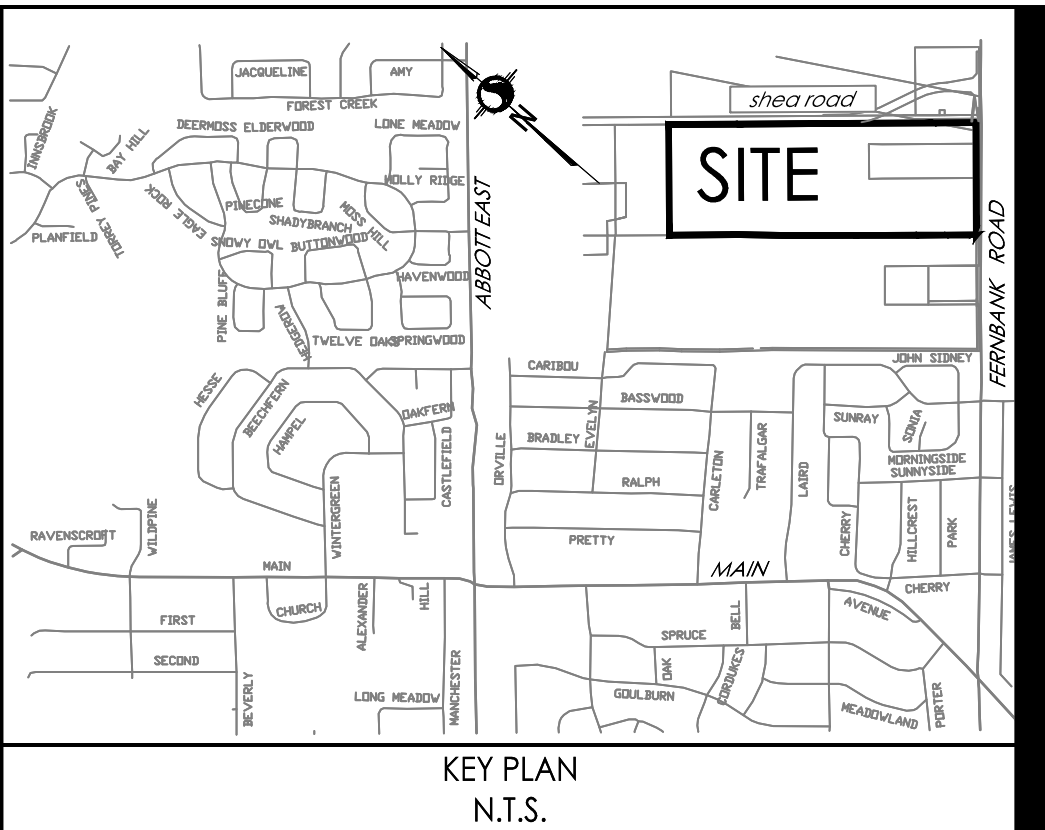 JACQUELINE
AMY
FOREST CREEK
shea road
INNSBROOK
BAY HILL
DEERMOSS ELDERWOOD
LONE MEADOW
N
SITE
HOLLY RIDGE
TORREY PINES
EAGLE ROCK
PINECONE
MOSS HILL
SHADYBRANCH
PLANFIELD
SNOWY OWL
BUTTONWOOD
ABBOTT EAST
FERNBANK ROAD
HAVENWOOD
PINE BLUFF
HEDGEROW
TWELVE OAKS
SPRINGWOOD
CARIBOU
JOHN SIDNEY
HESSE
BEECHFERN
HAMPEL
OAKFERN
BASSWOOD
EVELYN
SUNRAY
SONIA
BRADLEY
ORVILLE
CASTLEFIELD
CARLETON
TRAFALGAR
LAIRD
MORNINGSIDE
SUNNYSIDE
RALPH
WINTERGREEN
WILDPINE
CHERRY
HILLCREST
PARK
JAMES LEWIS
RAVENSCROFT
PRETTY
MAIN
MAIN
CHERRY
CHURCH
ALEXANDER
HILL
BELL
AVENUE
FIRST
SPRUCE
SECOND
OAK
CORDUKES
BEVERLY
LONG MEADOW
MANCHESTER
GOULBURN
MEADOWLAND
PORTER
KEY PLAN
N.T.S.